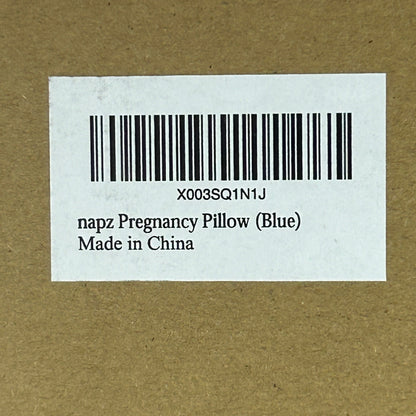 X003SQ1N1J
napz Pregnancy Pillow (Blue)
Made in China